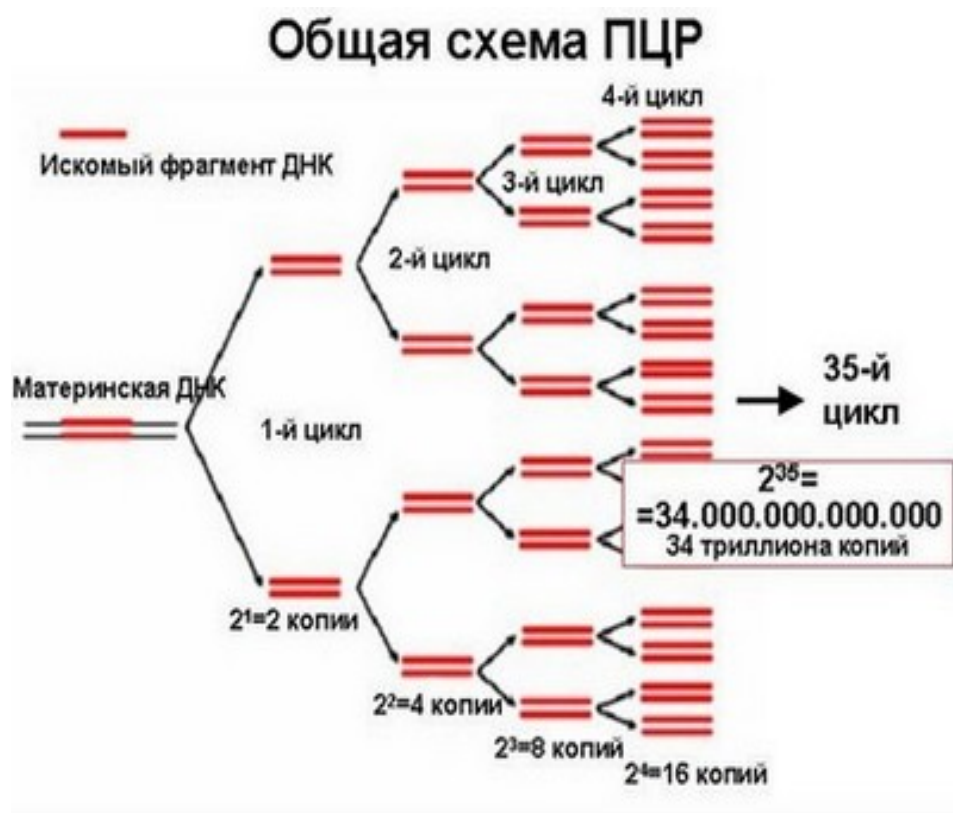 Общая схема ПЦР
4-й цикл
Искомый фрагмент ДНК
3-й цикл
2-й цикл
Материнская ДНК
1-й цикл
35-й
цикл
2³⁵=
=34.000.000.000.000
34 триллиона копий
2¹=2 копии
2²=4 копии
2³=8 копий
2⁴=16 копий